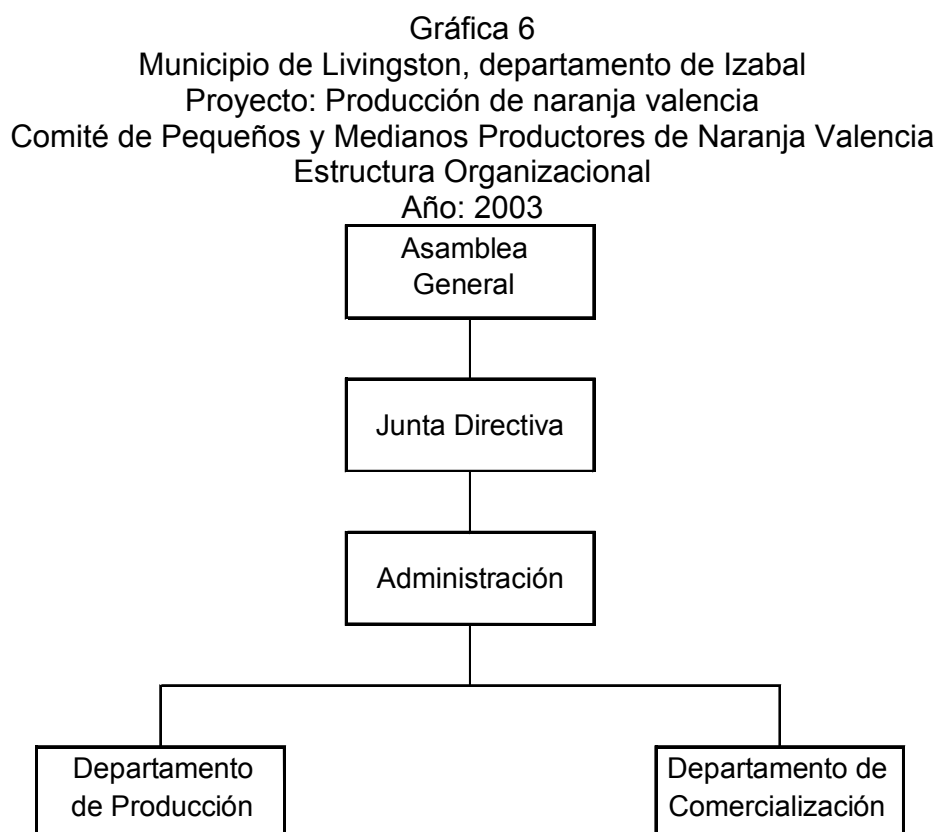 Gráfica 6
Municipio de Livingston, departamento de Izabal
Proyecto: Producción de naranja valencia
Comité de Pequeños y Medianos Productores de Naranja Valencia
Estructura Organizacional
Año: 2003
Asamblea
General
Junta Directiva
Administración
Departamento
de Producción
Departamento de
Comercialización